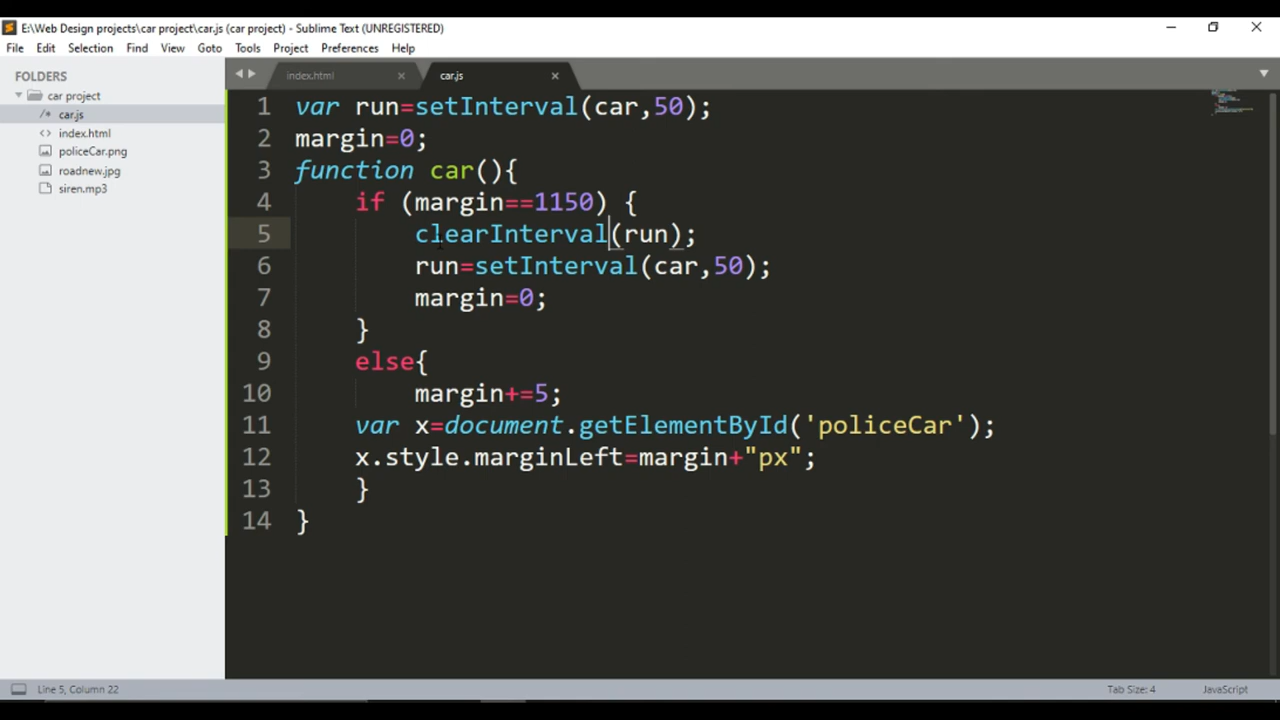 E:\Web Design projects\car project\car.js (car project) - Sublime Text (UNREGISTERED)
File Edit Selection Find View Goto Tools Project Preferences Help
FOLDERS
car project
/* car.js
<> index.html
policeCar.png
roadnew.jpg
siren.mp3
index.html × car.js ×
1 var run=setInterval(car,50);
2 margin=0;
3 function car(){
4 if (margin==1150) {
5 clearInterval(run);
6 run=setInterval(car,50);
7 margin=0;
8 }
9 else{
10 margin+=5;
11 var x=document.getElementById('policeCar');
12 x.style.marginLeft=margin+"px";
13 }
14 }
Line 5, Column 22 Tab Size: 4 JavaScript